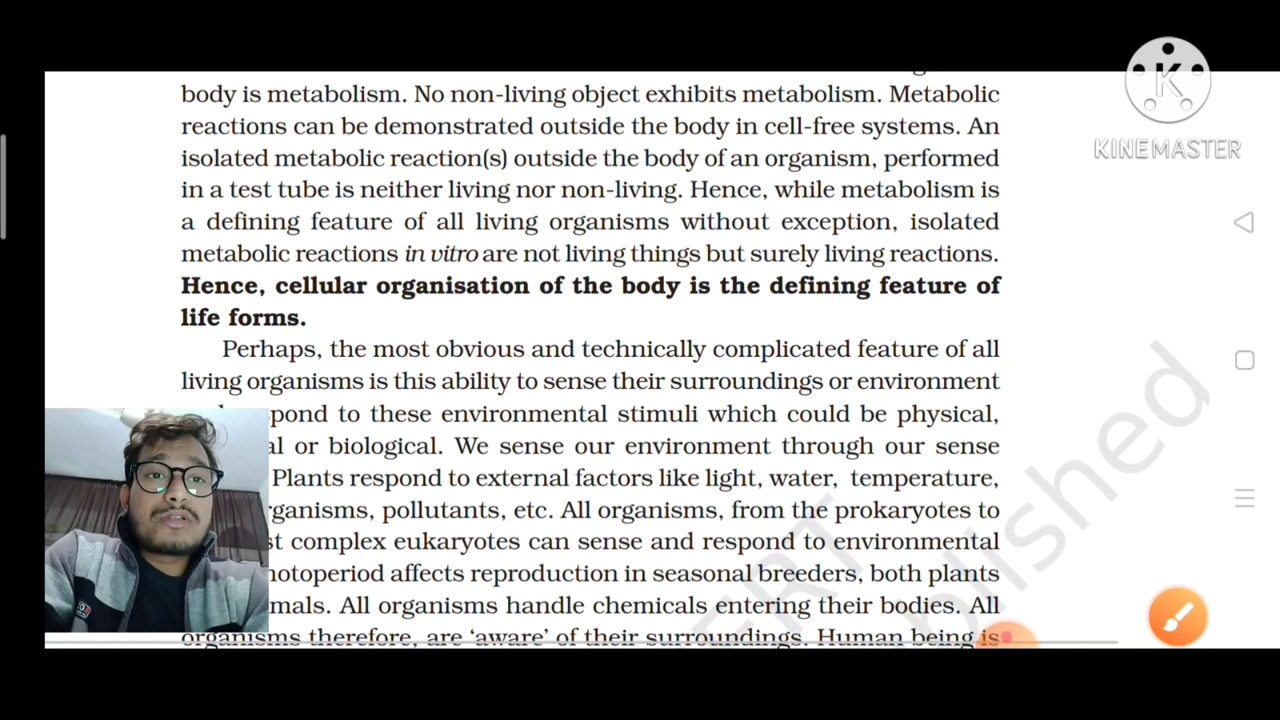 body is metabolism. No non-living object exhibits metabolism. Metabolic
reactions can be demonstrated outside the body in cell-free systems. An
isolated metabolic reaction(s) outside the body of an organism, performed
in a test tube is neither living nor non-living. Hence, while metabolism is
a defining feature of all living organisms without exception, isolated
metabolic reactions in vitro are not living things but surely living reactions.
Hence, cellular organisation of the body is the defining feature of
life forms.
Perhaps, the most obvious and technically complicated feature of all
living organisms is this ability to sense their surroundings or environment
to these environmental stimuli which could be physical,
or biological. We sense our environment through our sense
Plants respond to external factors like light, water, temperature,
pollutants, etc. All organisms, from the prokaryotes to
complex eukaryotes can sense and respond to environmental
affects reproduction in seasonal breeders, both plants
All organisms handle chemicals entering their bodies. All
organisms therefore, are ‘aware’ of their surroundings. Human being is
K
KINEMASTER